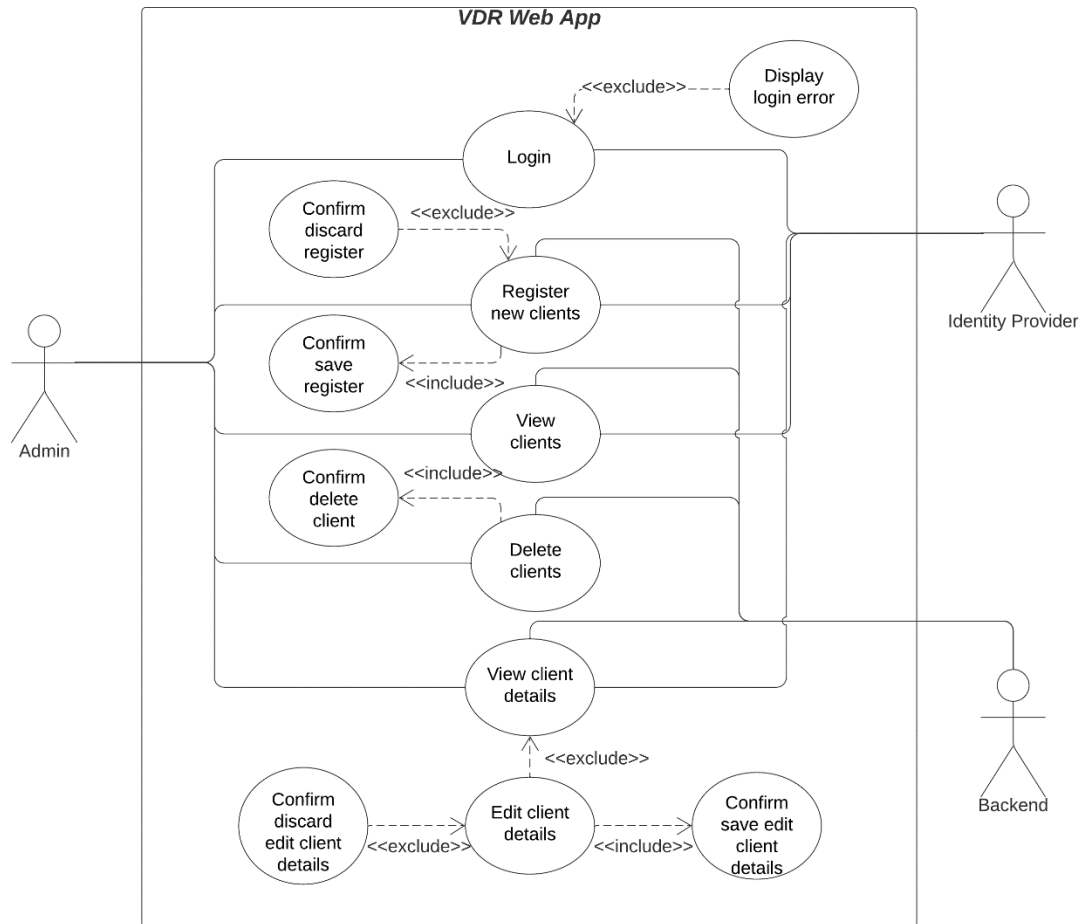 VDR Web App
<<exclude>>
Display
login error
Login
Confirm
discard
register
<<exclude>>
Register
new clients
Identity Provider
Confirm
save
register
<<include>>
Admin
View
clients
<<include>>
Confirm
delete
client
Delete
clients
View client
details
<<exclude>>
Backend
Confirm
discard
edit client
details
<<exclude>>
Edit client
details
<<include>>
Confirm
save edit
client
details